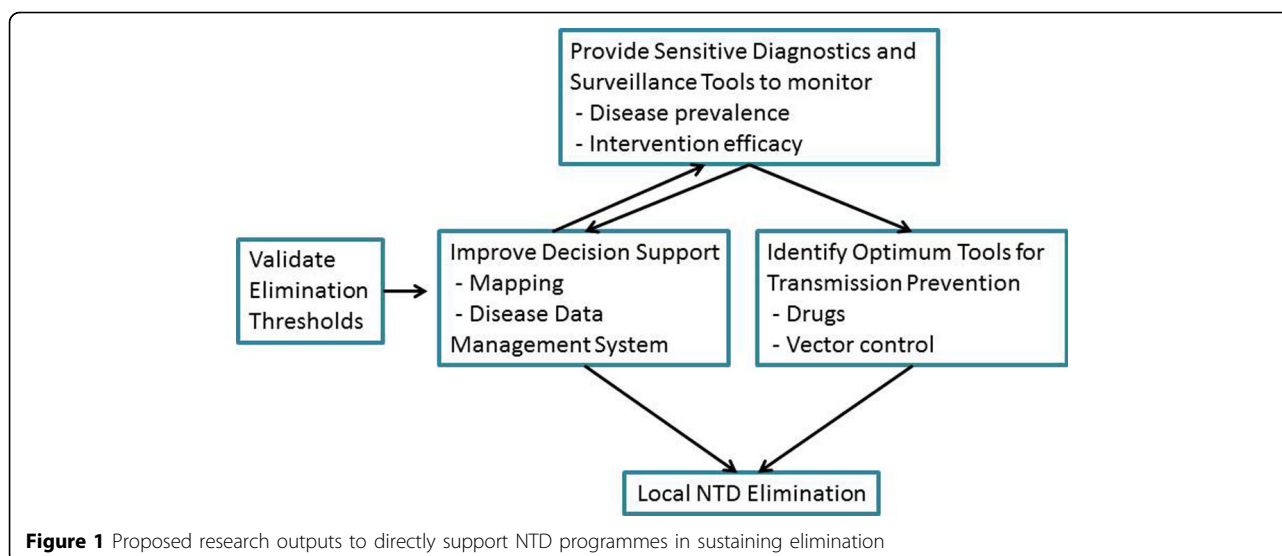 Provide Sensitive Diagnostics and
Surveillance Tools to monitor
- Disease prevalence
- Intervention efficacy
Validate
Elimination
Thresholds
Improve Decision Support
- Mapping
- Disease Data
Management System
Identify Optimum Tools for
Transmission Prevention
- Drugs
- Vector control
Local NTD Elimination
Figure 1 Proposed research outputs to directly support NTD programmes in sustaining elimination